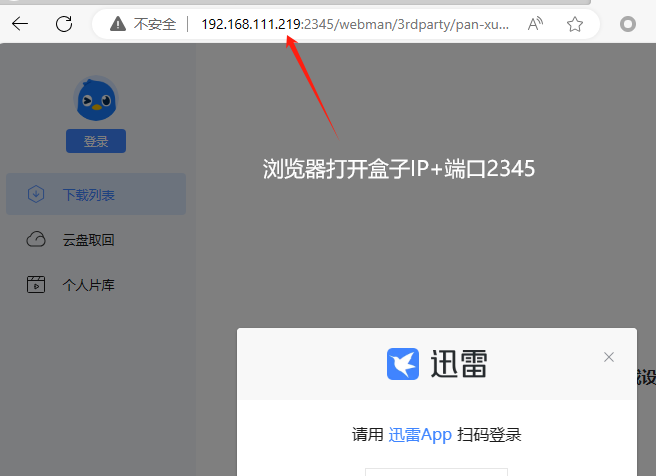 不安全 192.168.111.219:2345/webman/3rdparty/pan-xu...
登录
浏览器打开盒子IP+端口2345
下载列表
云盘取回
个人片库
迅雷
请用 迅雷App 扫码登录